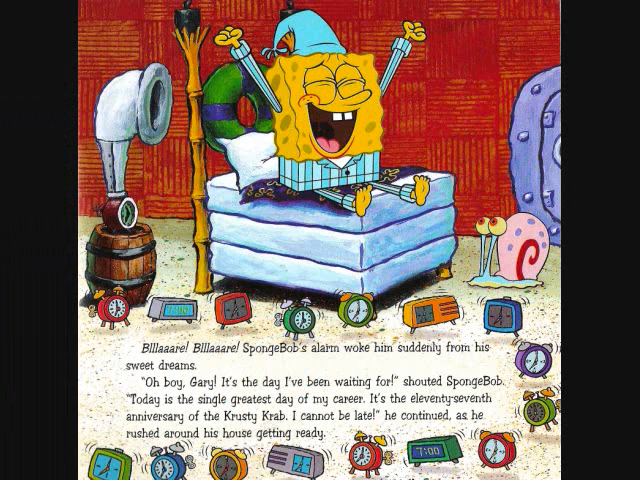 7:00
Blllaaare! Blllaaare! SpongeBob's alarm woke him suddenly from his
sweet dreams.
"Oh boy, Gary! It's the day I've been waiting for!" shouted SpongeBob.
"Today is the single greatest day of my career. It's the eleventy-seventh
anniversary of the Krusty Krab. I cannot be late!" he continued, as he
rushed around his house getting ready.
7:00